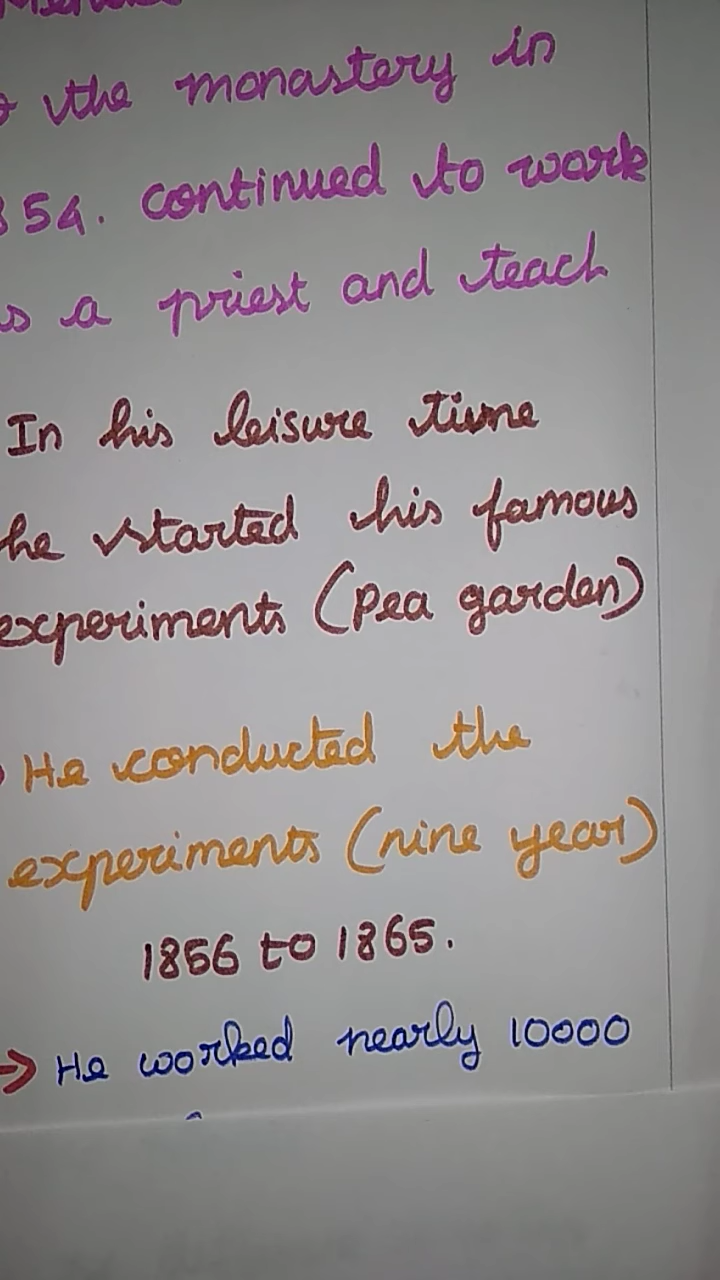 the monastery in
54. continued to work
s a priest and teach
In his leisure time
he started his famous
experiments (pea garden)
He conducted the
experiments (nine year)
1856 to 1865.
→ He worked nearly 10000